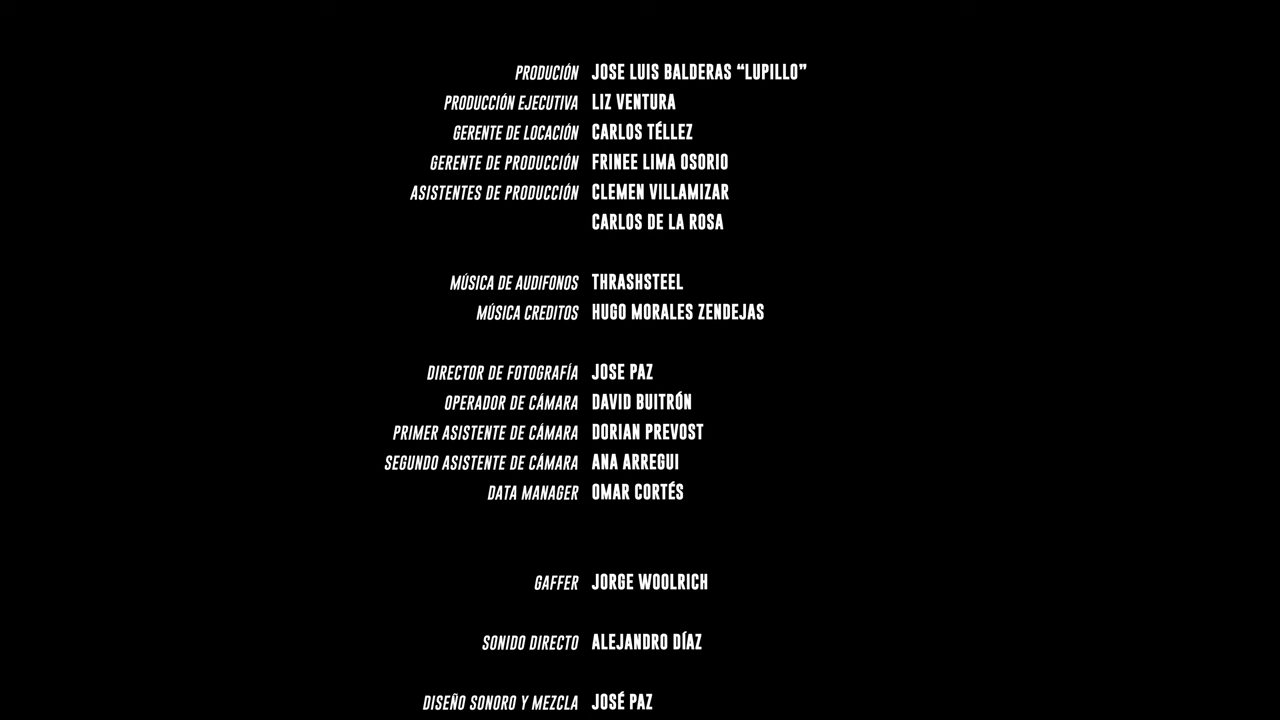 PRODUCIÓN JOSE LUIS BALDERAS “LUPILLO”
PRODUCCIÓN EJECUTIVA LIZ VENTURA
GERENTE DE LOCACIÓN CARLOS TÉLLEZ
GERENTE DE PRODUCCIÓN FRINEE LIMA OSORIO
ASISTENTES DE PRODUCCIÓN CLEMEN VILLAMIZAR
CARLOS DE LA ROSA
MÚSICA DE AUDIFONOS THRASHSTEEL
MÚSICA CREDITOS HUGO MORALES ZENDEJAS
DIRECTOR DE FOTOGRAFÍA JOSE PAZ
OPERADOR DE CÁMARA DAVID BUITRÓN
PRIMER ASISTENTE DE CÁMARA DORIAN PREVOST
SEGUNDO ASISTENTE DE CÁMARA ANA ARREGUI
DATA MANAGER OMAR CORTÉS
GAFFER JORGE WOOLRICH
SONIDO DIRECTO ALEJANDRO DÍAZ
DISEÑO SONORO Y MEZCLA JOSÉ PAZ